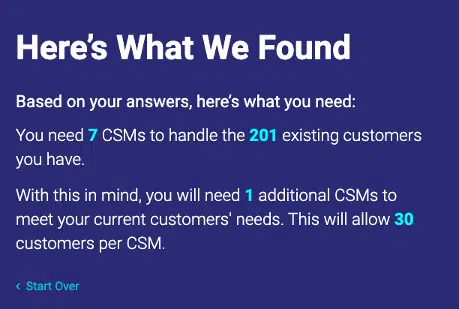 Here's What We Found
Based on your answers, here's what you need:
You need 7 CSMs to handle the 201 existing customers
you have.
With this in mind, you will need 1 additional CSMs to
meet your current customers' needs. This will allow 30
customers per CSM.
‹ Start Over